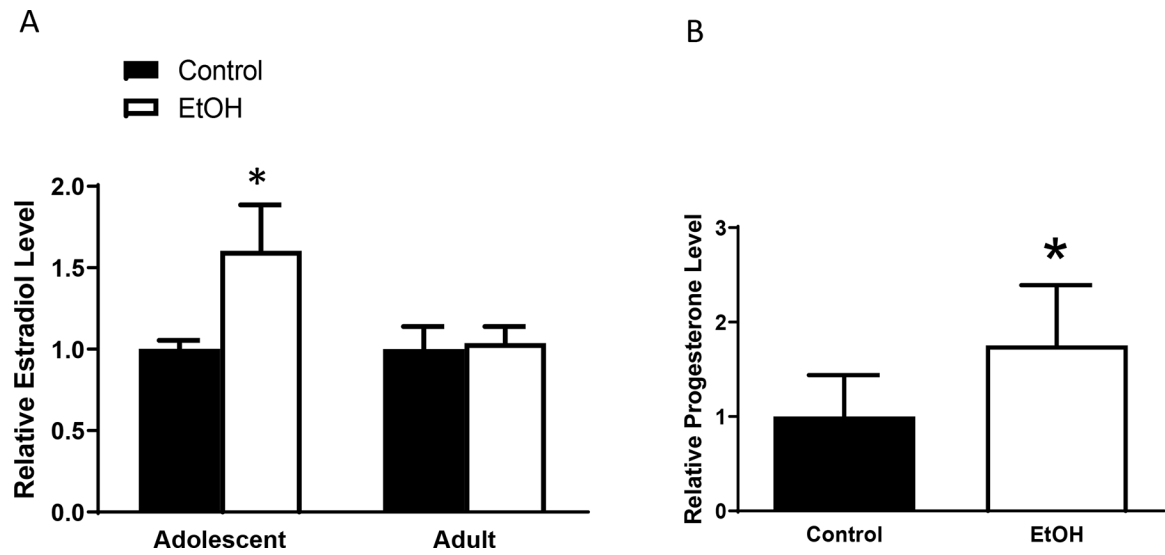 A
Control
EtOH
*
2.0
1.5
1.0
0.5
0.0
Relative Estradiol Level
Adolescent Adult
B
*
3
2
1
0
Relative Progesterone Level
Control EtOH